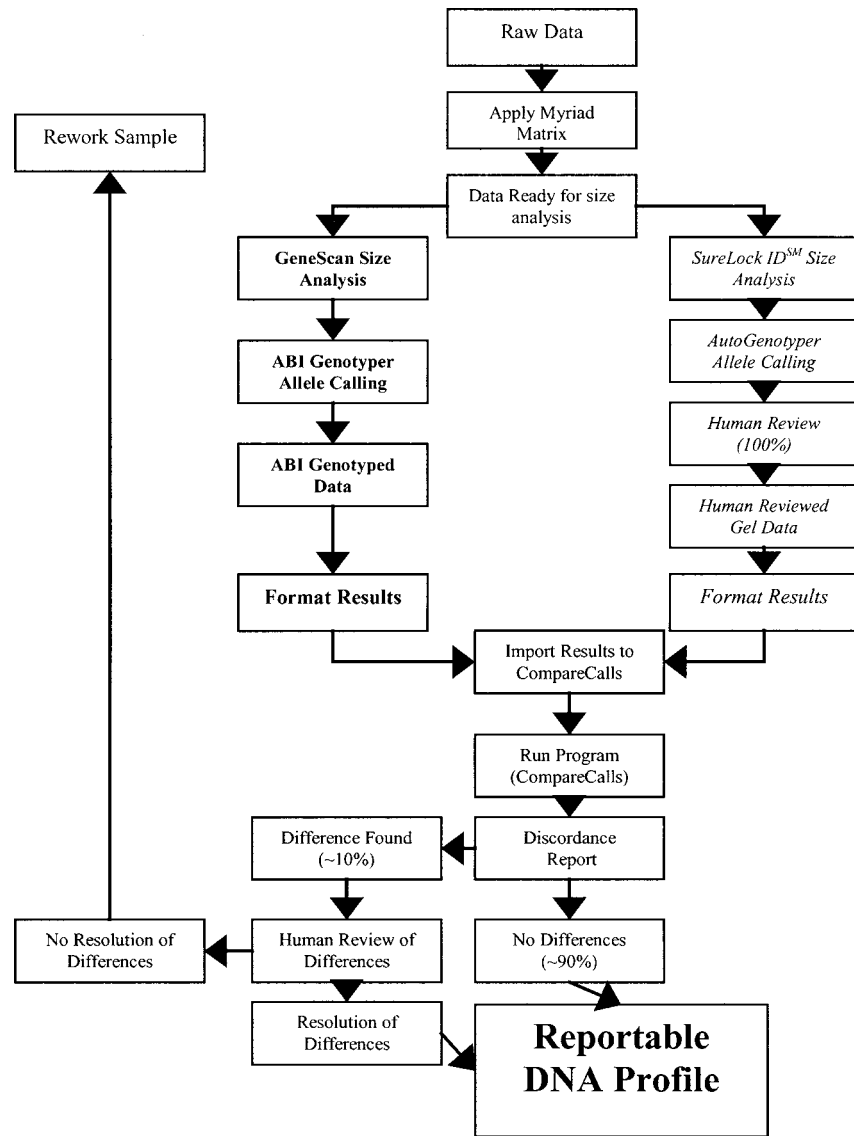 Raw Data
Apply Myriad
Matrix
Rework Sample
Data Ready for size
analysis
GeneScan Size
Analysis
SureLock IDSM Size
Analysis
ABI Genotyper
Allele Calling
AutoGenotyper
Allele Calling
Human Review
(100%)
ABI Genotyped
Data
Human Reviewed
Gel Data
Format Results
Format Results
Import Results to
CompareCalls
Run Program
(CompareCalls)
Difference Found
(~10%)
Discordance
Report
No Resolution of
Differences
Human Review of
Differences
No Differences
(~90%)
Resolution of
Differences
Reportable
DNA Profile